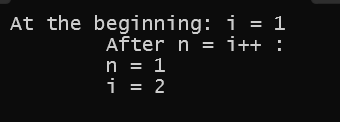 At the beginning: i = 1
After n = i++ :
n = 1
i = 2